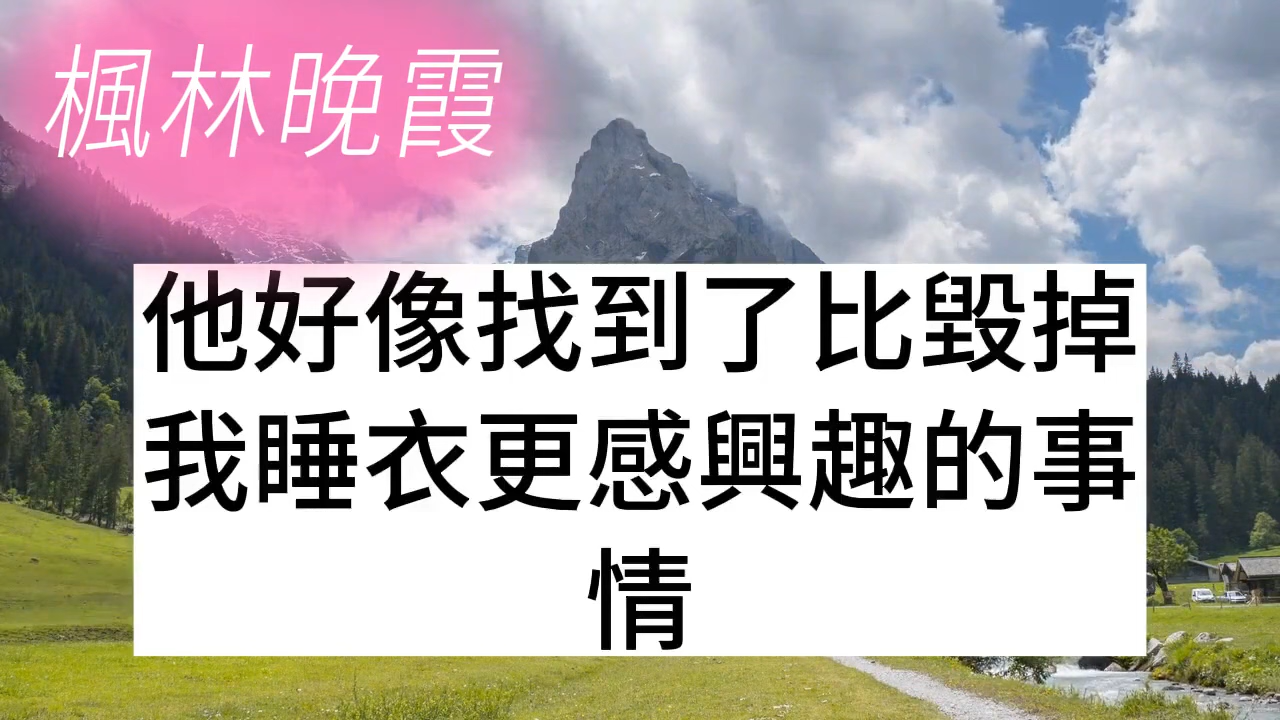 楓林晚霞
他好像找到了比毀掉
我睡衣更感興趣的事
情